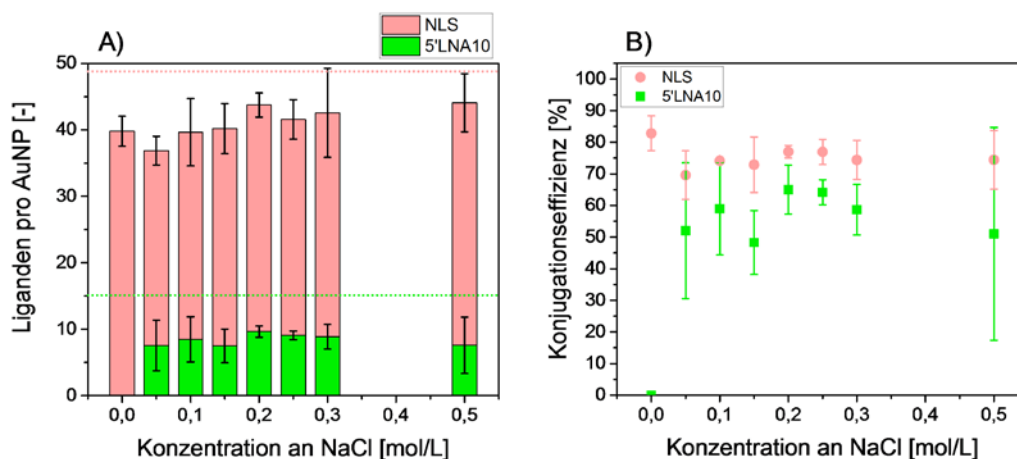 A)
NLS
5'LNA10
Liganden pro AuNP [-]
50
40
30
20
10
0
0,0
0,1
0,2
0,3
0,4
0,5
Konzentration an NaCl [mol/L]
B)
NLS
5'LNA10
Konjugationseffizienz [%]
100
90
80
70
60
50
40
30
20
10
0
0,0
0,1
0,2
0,3
0,4
0,5
Konzentration an NaCl [mol/L]